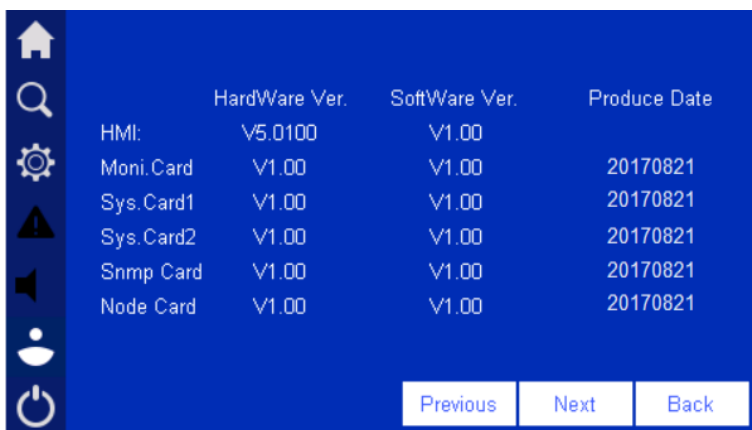 HardWare Ver. SoftWare Ver. Produce Date
HMI: V5.0100 V1.00
Moni.Card V1.00 V1.00 20170821
Sys.Card1 V1.00 V1.00 20170821
Sys.Card2 V1.00 V1.00 20170821
Snmp Card V1.00 V1.00 20170821
Node Card V1.00 V1.00 20170821
Previous Next Back